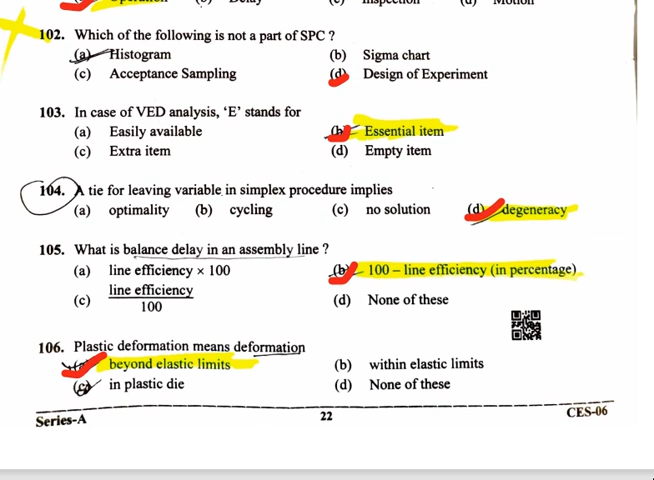 102. Which of the following is not a part of SPC ?
(a) Histogram (b) Sigma chart
(c) Acceptance Sampling (d) Design of Experiment
103. In case of VED analysis, ‘E’ stands for
(a) Easily available (b) Essential item
(c) Extra item (d) Empty item
104. A tie for leaving variable in simplex procedure implies
(a) optimality (b) cycling (c) no solution (d) degeneracy
105. What is balance delay in an assembly line ?
(a) line efficiency × 100 (b) 100 – line efficiency (in percentage)
(c) line efficiency
100
(d) None of these
106. Plastic deformation means deformation
beyond elastic limits (b) within elastic limits
(c) in plastic die (d) None of these
Series-A 22 CES-06